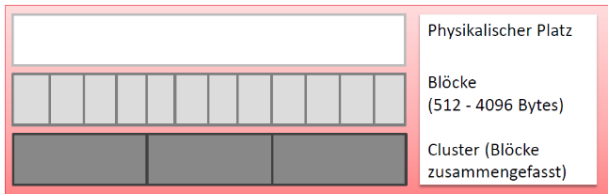 Physikalischer Platz
Blöcke
(512 - 4096 Bytes)
Cluster (Blöcke
zusammengefasst)